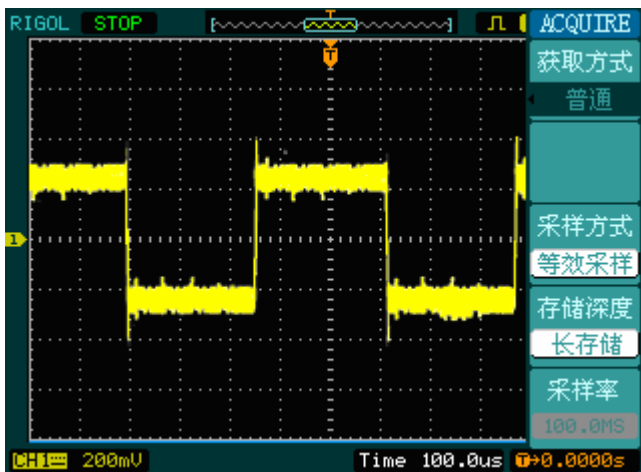 RIGOL STOP
T
ACQUIRE
获取方式
普通
T
采样方式
1
等效采样
存储深度
长存储
采样率
100.0MS
CH1 200mV Time 100.0us T→0.0000s